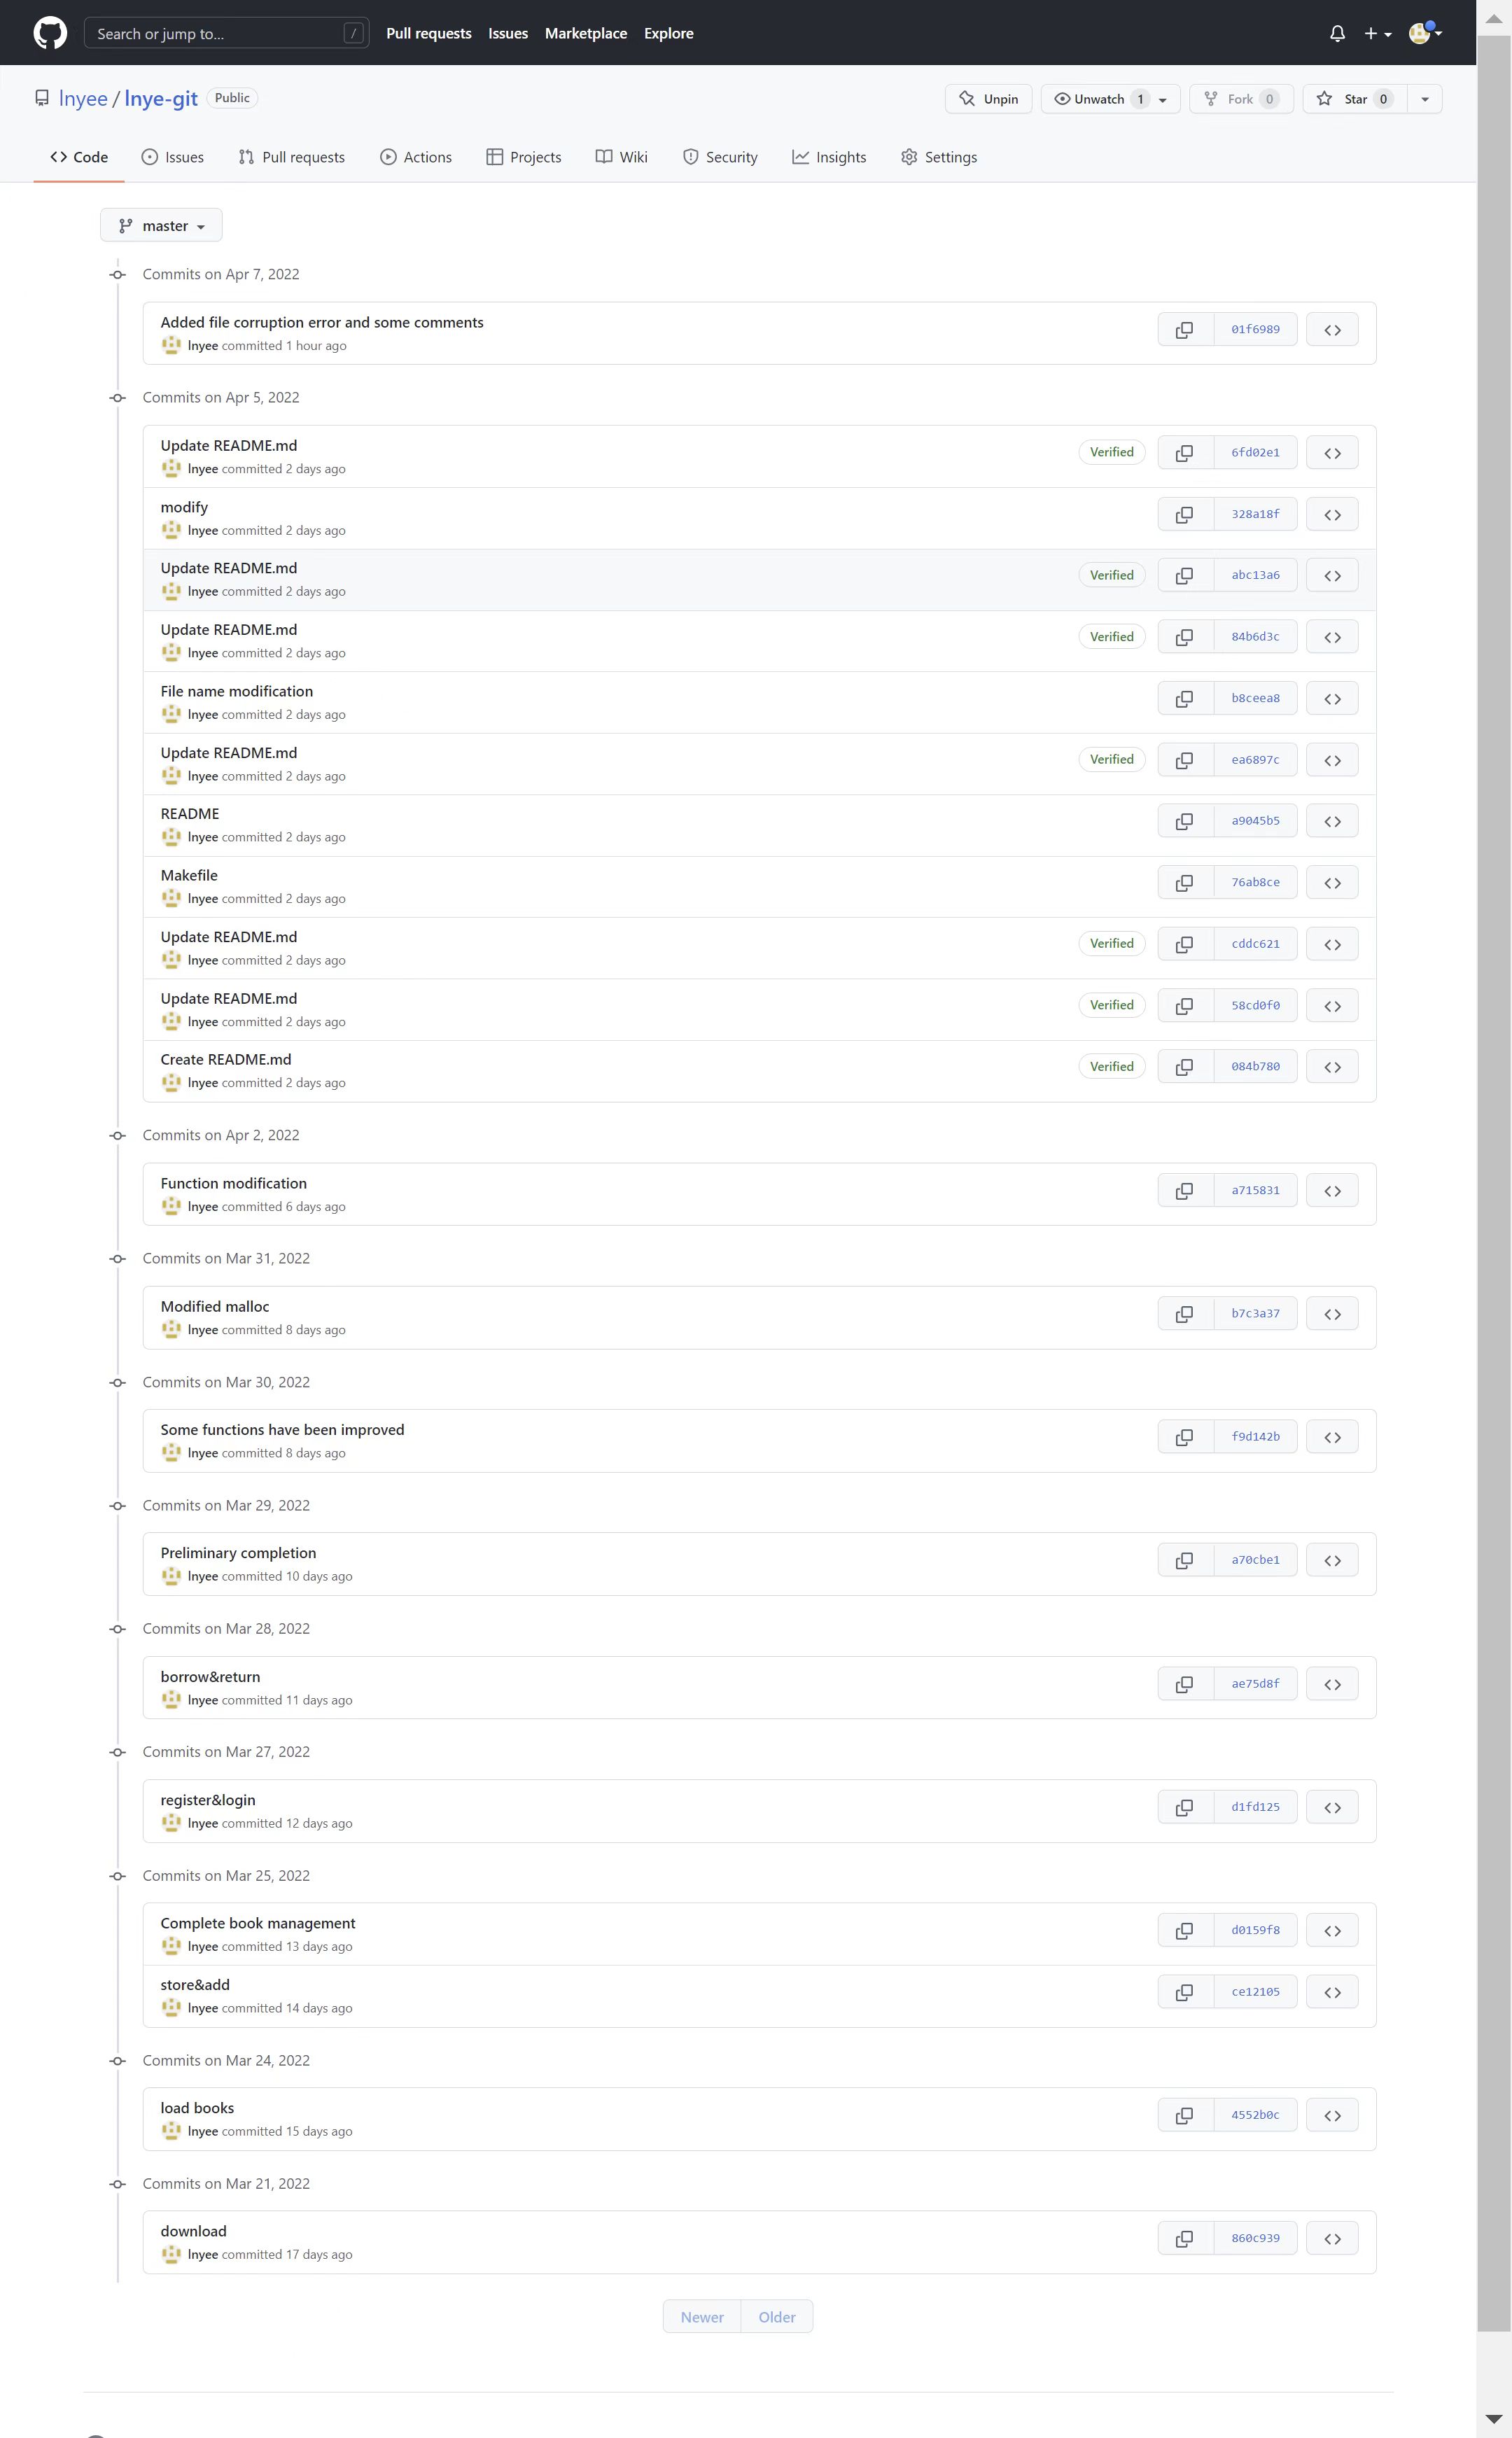 Search or jump to... /
Pull requests Issues Marketplace Explore
lnyee / lnye-git Public
Unpin Unwatch 1 Fork 0 Star 0
Code Issues Pull requests Actions Projects Wiki Security Insights Settings
master
Commits on Apr 7, 2022
Added file corruption error and some comments
lnyee committed 1 hour ago
01f6989
Commits on Apr 5, 2022
Update README.md
lnyee committed 2 days ago
Verified 6fd02e1
modify
lnyee committed 2 days ago
328a18f
Update README.md
lnyee committed 2 days ago
Verified abc13a6
Update README.md
lnyee committed 2 days ago
Verified 84b6d3c
File name modification
lnyee committed 2 days ago
b8ceea8
Update README.md
lnyee committed 2 days ago
Verified ea6897c
README
lnyee committed 2 days ago
a9045b5
Makefile
lnyee committed 2 days ago
76ab8ce
Update README.md
lnyee committed 2 days ago
Verified cddc621
Update README.md
lnyee committed 2 days ago
Verified 58cd0f0
Create README.md
lnyee committed 2 days ago
Verified 084b780
Commits on Apr 2, 2022
Function modification
lnyee committed 6 days ago
a715831
Commits on Mar 31, 2022
Modified malloc
lnyee committed 8 days ago
b7c3a37
Commits on Mar 30, 2022
Some functions have been improved
lnyee committed 8 days ago
f9d142b
Commits on Mar 29, 2022
Preliminary completion
lnyee committed 10 days ago
a70cbe1
Commits on Mar 28, 2022
borrow&return
lnyee committed 11 days ago
ae75d8f
Commits on Mar 27, 2022
register&login
lnyee committed 12 days ago
d1fd125
Commits on Mar 25, 2022
Complete book management
lnyee committed 13 days ago
d0159f8
store&add
lnyee committed 14 days ago
ce12105
Commits on Mar 24, 2022
load books
lnyee committed 15 days ago
4552b0c
Commits on Mar 21, 2022
download
lnyee committed 17 days ago
860c939
Newer Older